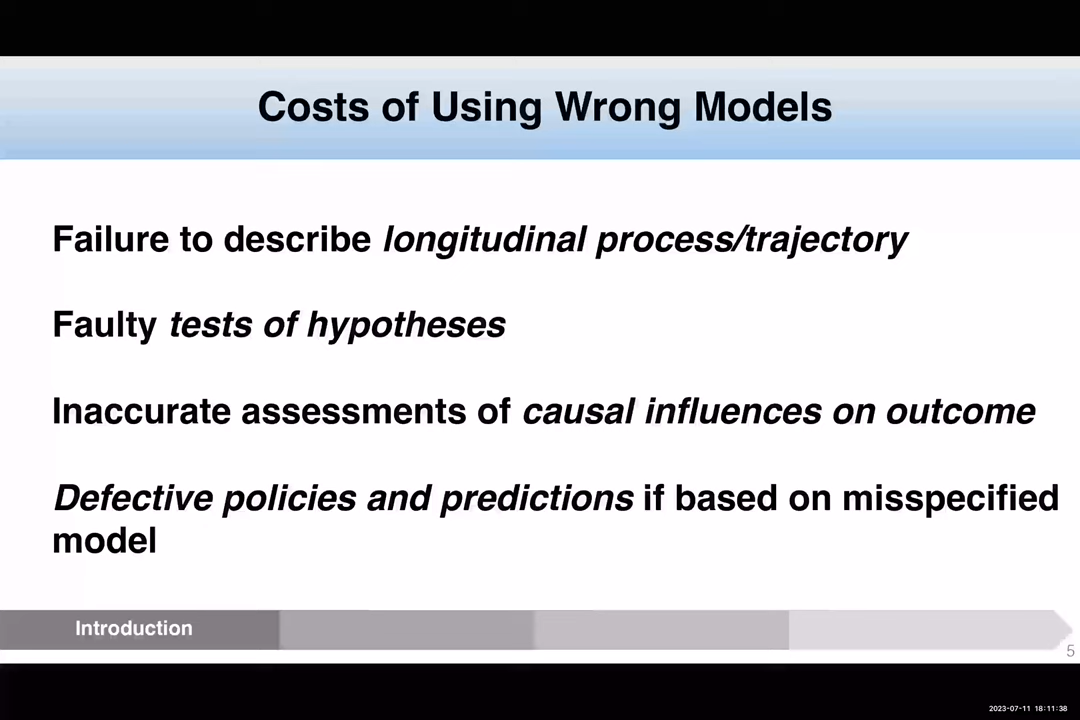 Costs of Using Wrong Models
Failure to describe longitudinal process/trajectory
Faulty tests of hypotheses
Inaccurate assessments of causal influences on outcome
Defective policies and predictions if based on misspecified
model
Introduction
5
2023-07-11 18:11:38